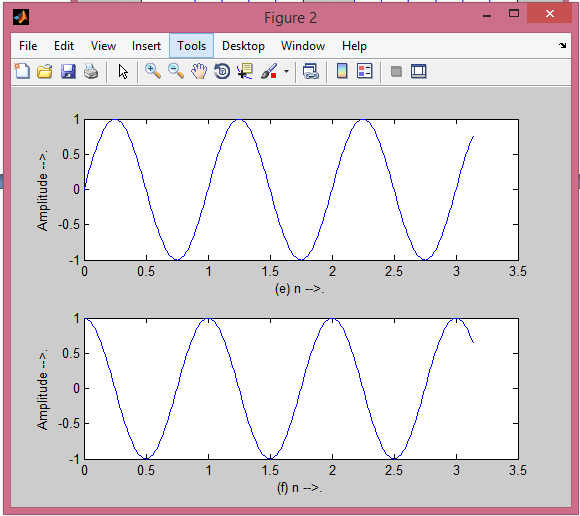 Figure 2
File Edit View Insert Tools Desktop Window Help
1
0.5
0
-0.5
-1
Amplitude -->.
0 0.5 1 1.5 2 2.5 3 3.5
(e) n -->.
1
0.5
0
-0.5
-1
Amplitude -->.
0 0.5 1 1.5 2 2.5 3 3.5
(f) n -->.